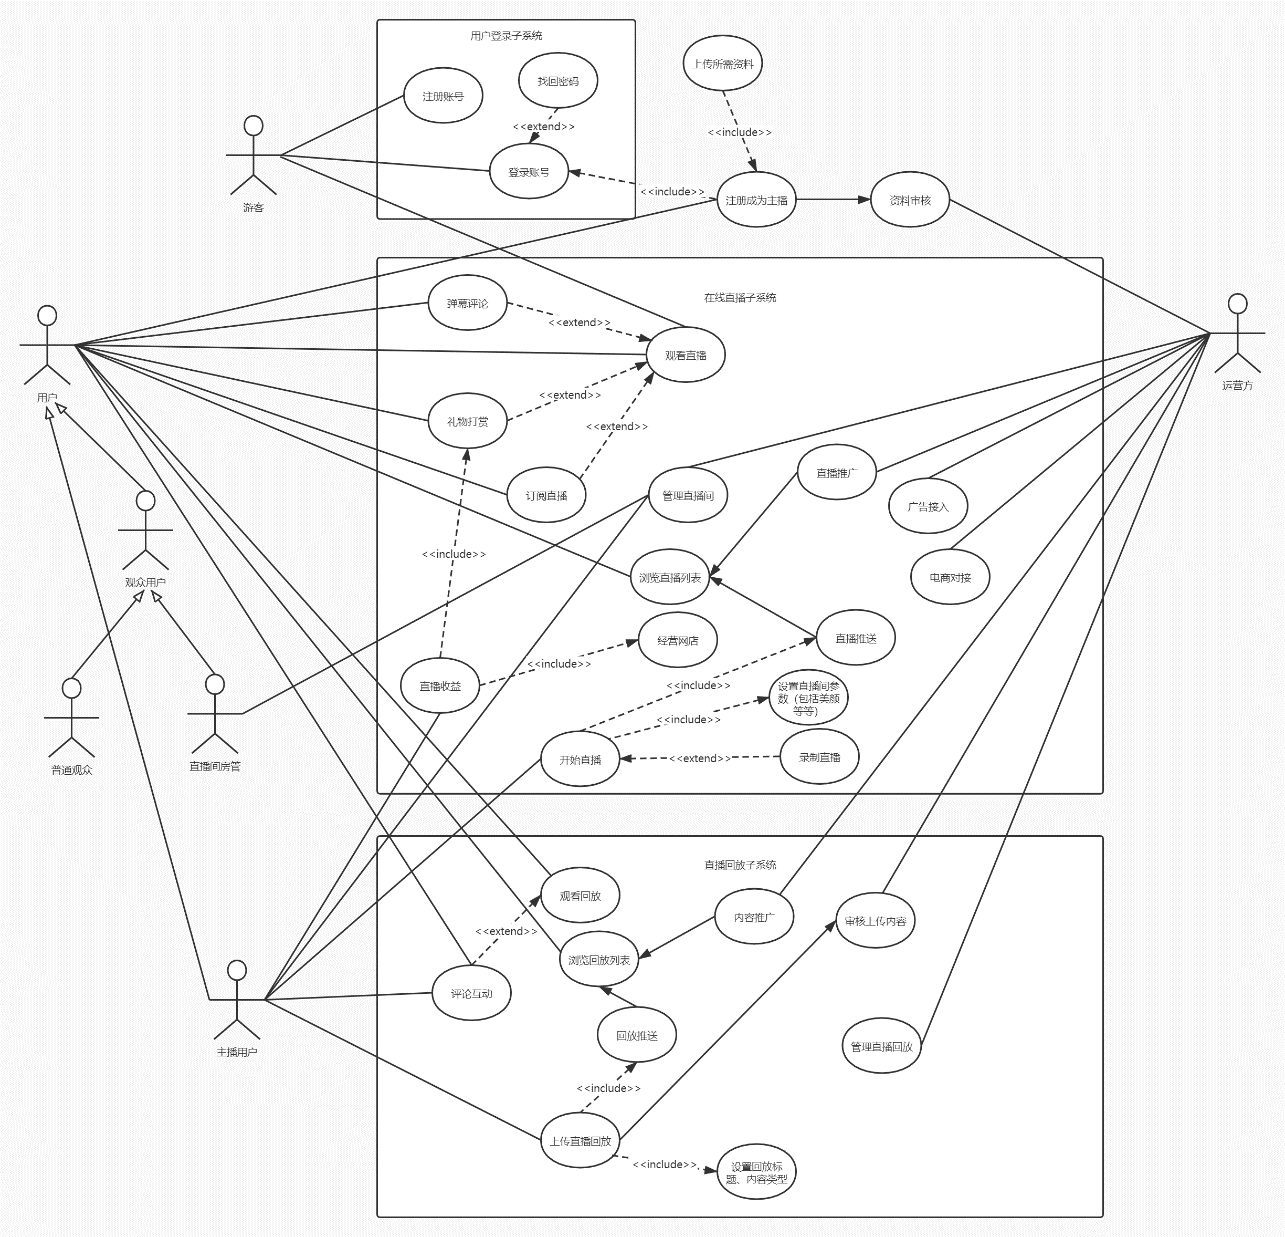 用户登录子系统
上传所需资料
找回密码
注册账号
<<extend>>
<<include>>
登录账号
<<include>>
注册成为主播
资料审核
游客
在线直播子系统
弹幕评论
<<extend>>
观看直播
用户
运营方
<<extend>>
礼物打赏
<<extend>>
直播推广
订阅直播
管理直播间
广告接入
<<include>>
浏览直播列表
电商对接
观众用户
经营网店
直播推送
<<include>>
直播收益
<<include>>
设置直播间参
数（包括美颜
等等）
<<include>>
开始直播
<<extend>>
录制直播
普通观众
直播间房管
直播回放子系统
观看回放
内容推广
审核上传内容
<<extend>>
浏览回放列表
评论互动
回放推送
管理直播回放
主播用户
<<include>>
上传直播回放
<<include>>
设置回放标
题、内容类型